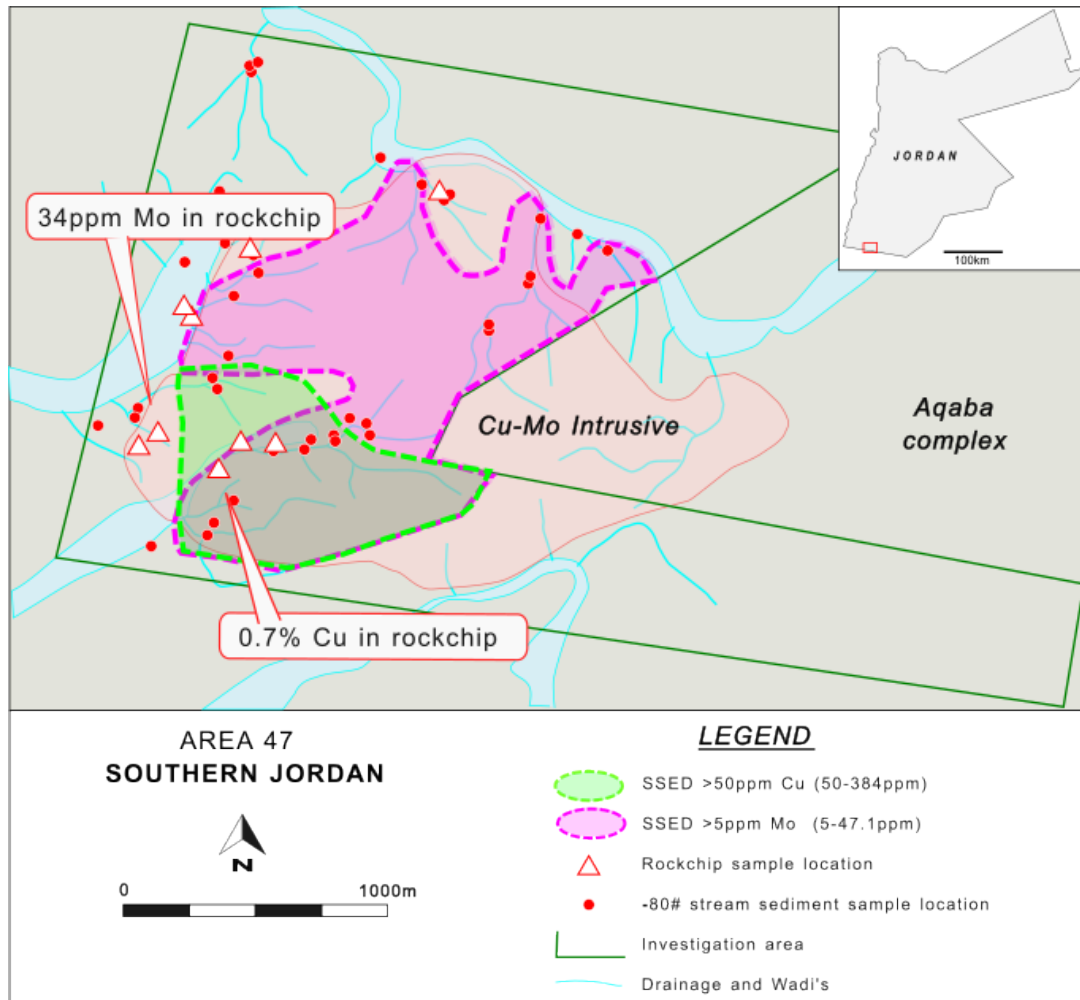 JORDAN
100km
34ppm Mo in rockchip
Cu-Mo Intrusive
Aqaba
complex
0.7% Cu in rockchip
AREA 47
SOUTHERN JORDAN
N
0
1000m
LEGEND
SSED >50ppm Cu (50-384ppm)
SSED >5ppm Mo (5-47.1ppm)
Rockchip sample location
-80# stream sediment sample location
Investigation area
Drainage and Wadi's